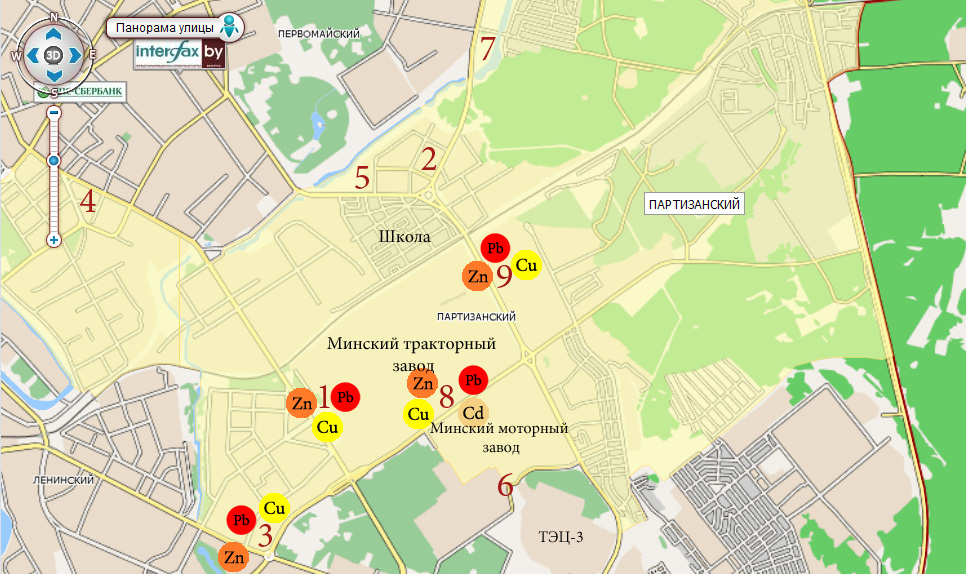 N
Панорама улицы
W
3D
E
interfax by
S
СБЕРБАНК
ПЕРВОМАЙСКИЙ
7
2
5
4
ПАРТИЗАНСКИЙ
Школа
Pb
Zn
9
Cu
ПАРТИЗАНСКИЙ
Минский тракторный
завод
Zn
1
Pb
Cu
Zn
8
Pb
Cu
Cd
Минский моторный
завод
ЛЕНИНСКИЙ
6
Cu
Pb
3
Zn
ТЭЦ-3